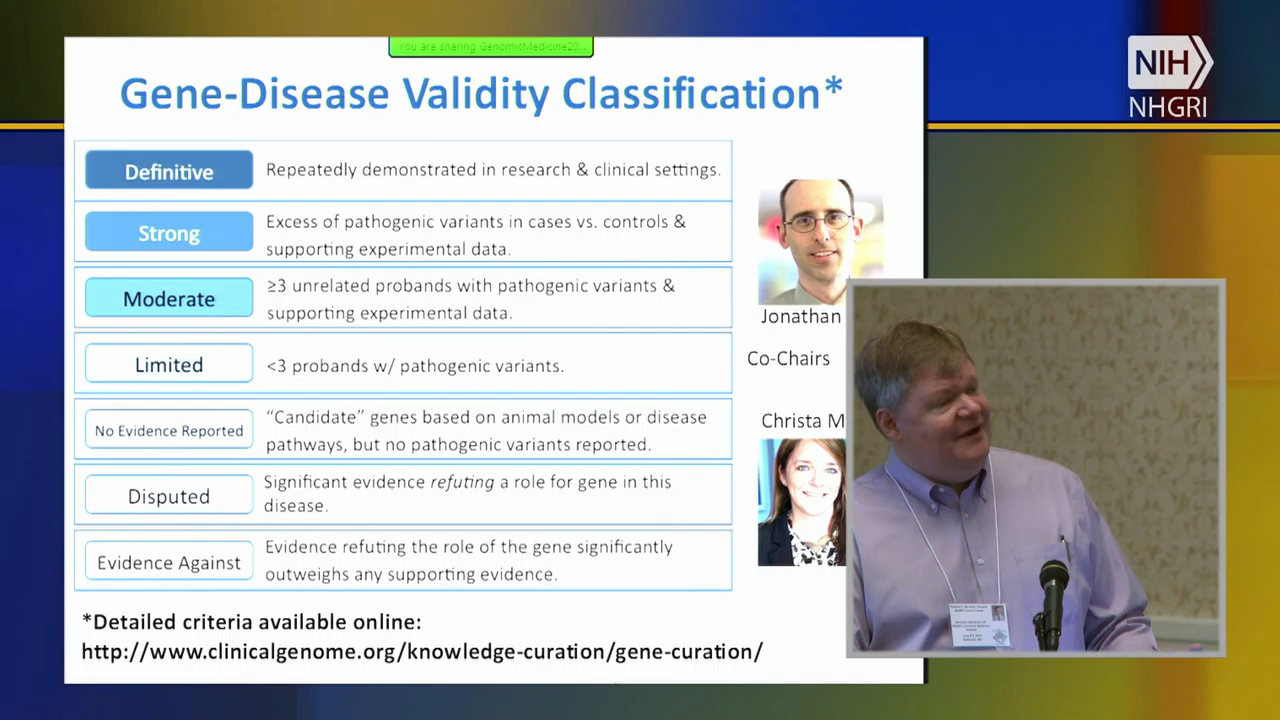 You are sharing GenomicMedicine20...
Gene-Disease Validity Classification*
NIH
NHGRI
Definitive
Repeatedly demonstrated in research & clinical settings.
Strong
Excess of pathogenic variants in cases vs. controls &
supporting experimental data.
Moderate
≥3 unrelated probands with pathogenic variants &
supporting experimental data.
Limited
<3 probands w/ pathogenic variants.
No Evidence Reported
“Candidate” genes based on animal models or disease
pathways, but no pathogenic variants reported.
Disputed
Significant evidence refuting a role for gene in this
disease.
Evidence Against
Evidence refuting the role of the gene significantly
outweighs any supporting evidence.
Jonathan
Co-Chairs
Christa M
*Detailed criteria available online:
http://www.clinicalgenome.org/knowledge-curation/gene-curation/